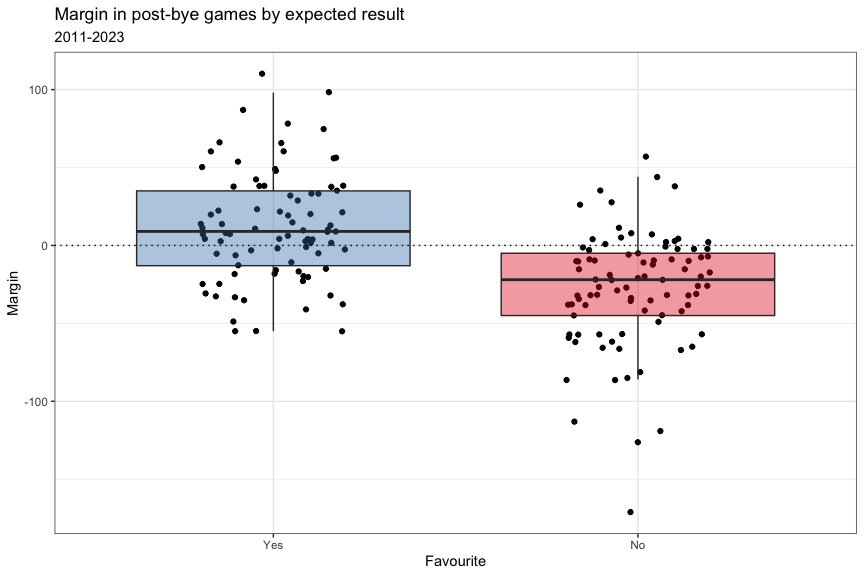 Margin in post-bye games by expected result
2011-2023
100
0
-100
Margin
Yes
No
Favourite